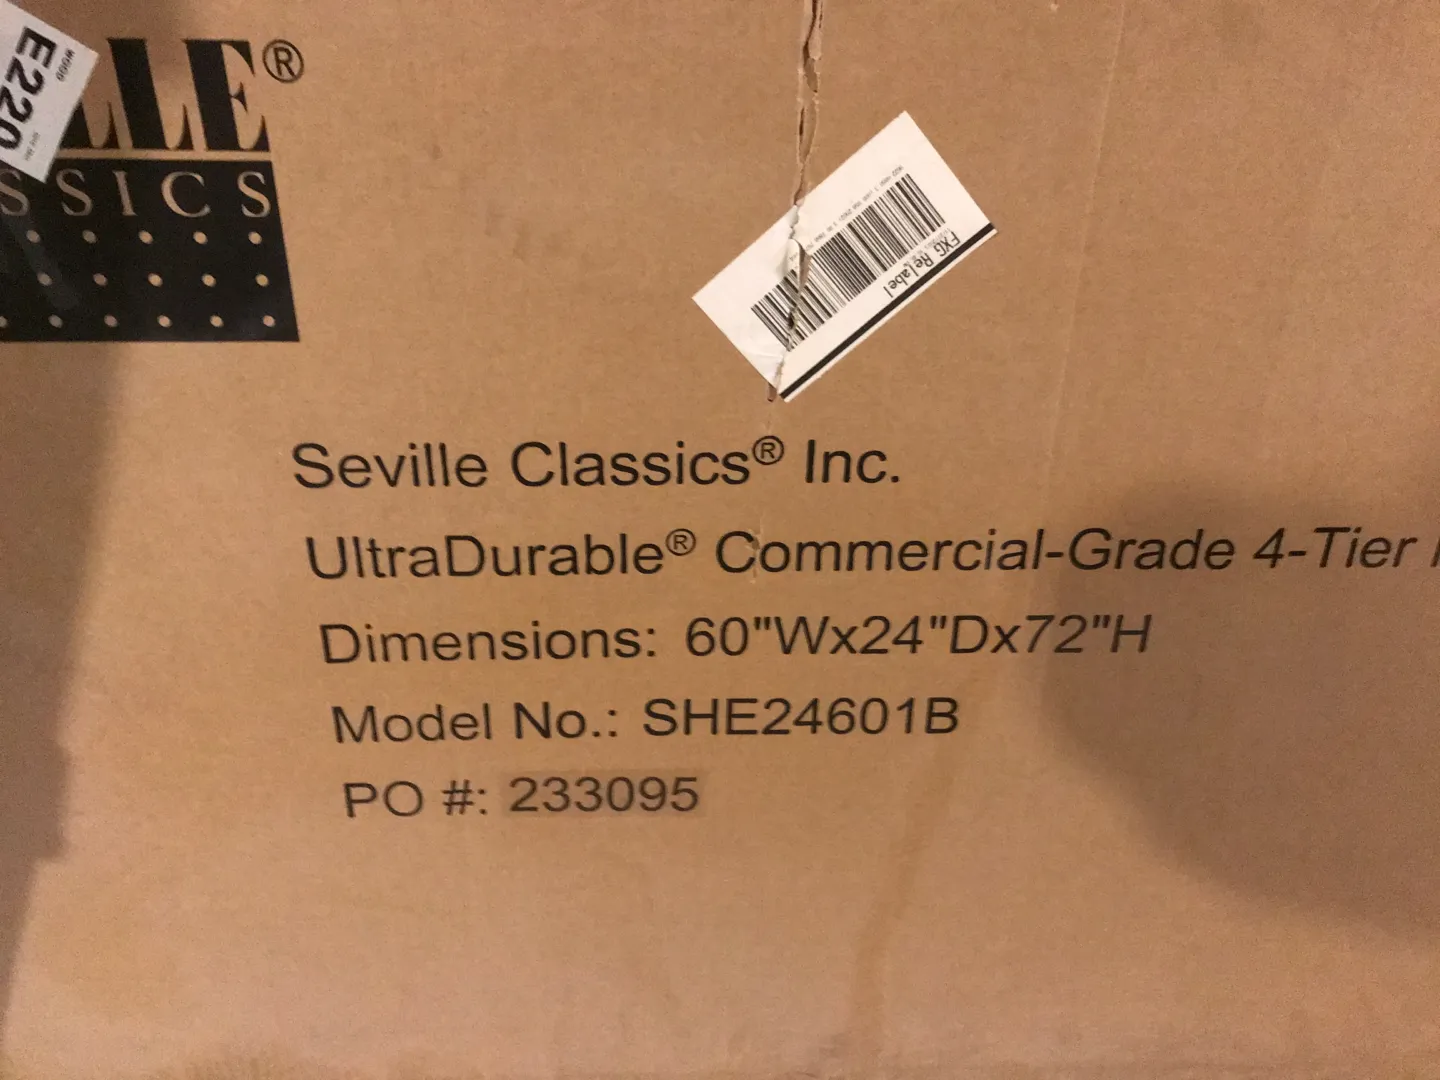 LLE®
SSICS
E220
FXG Relabel
Seville Classics® Inc.
UltraDurable® Commercial-Grade 4-Tier
Dimensions: 60"Wx24"Dx72"H
Model No.: SHE24601B
PO #: 233095